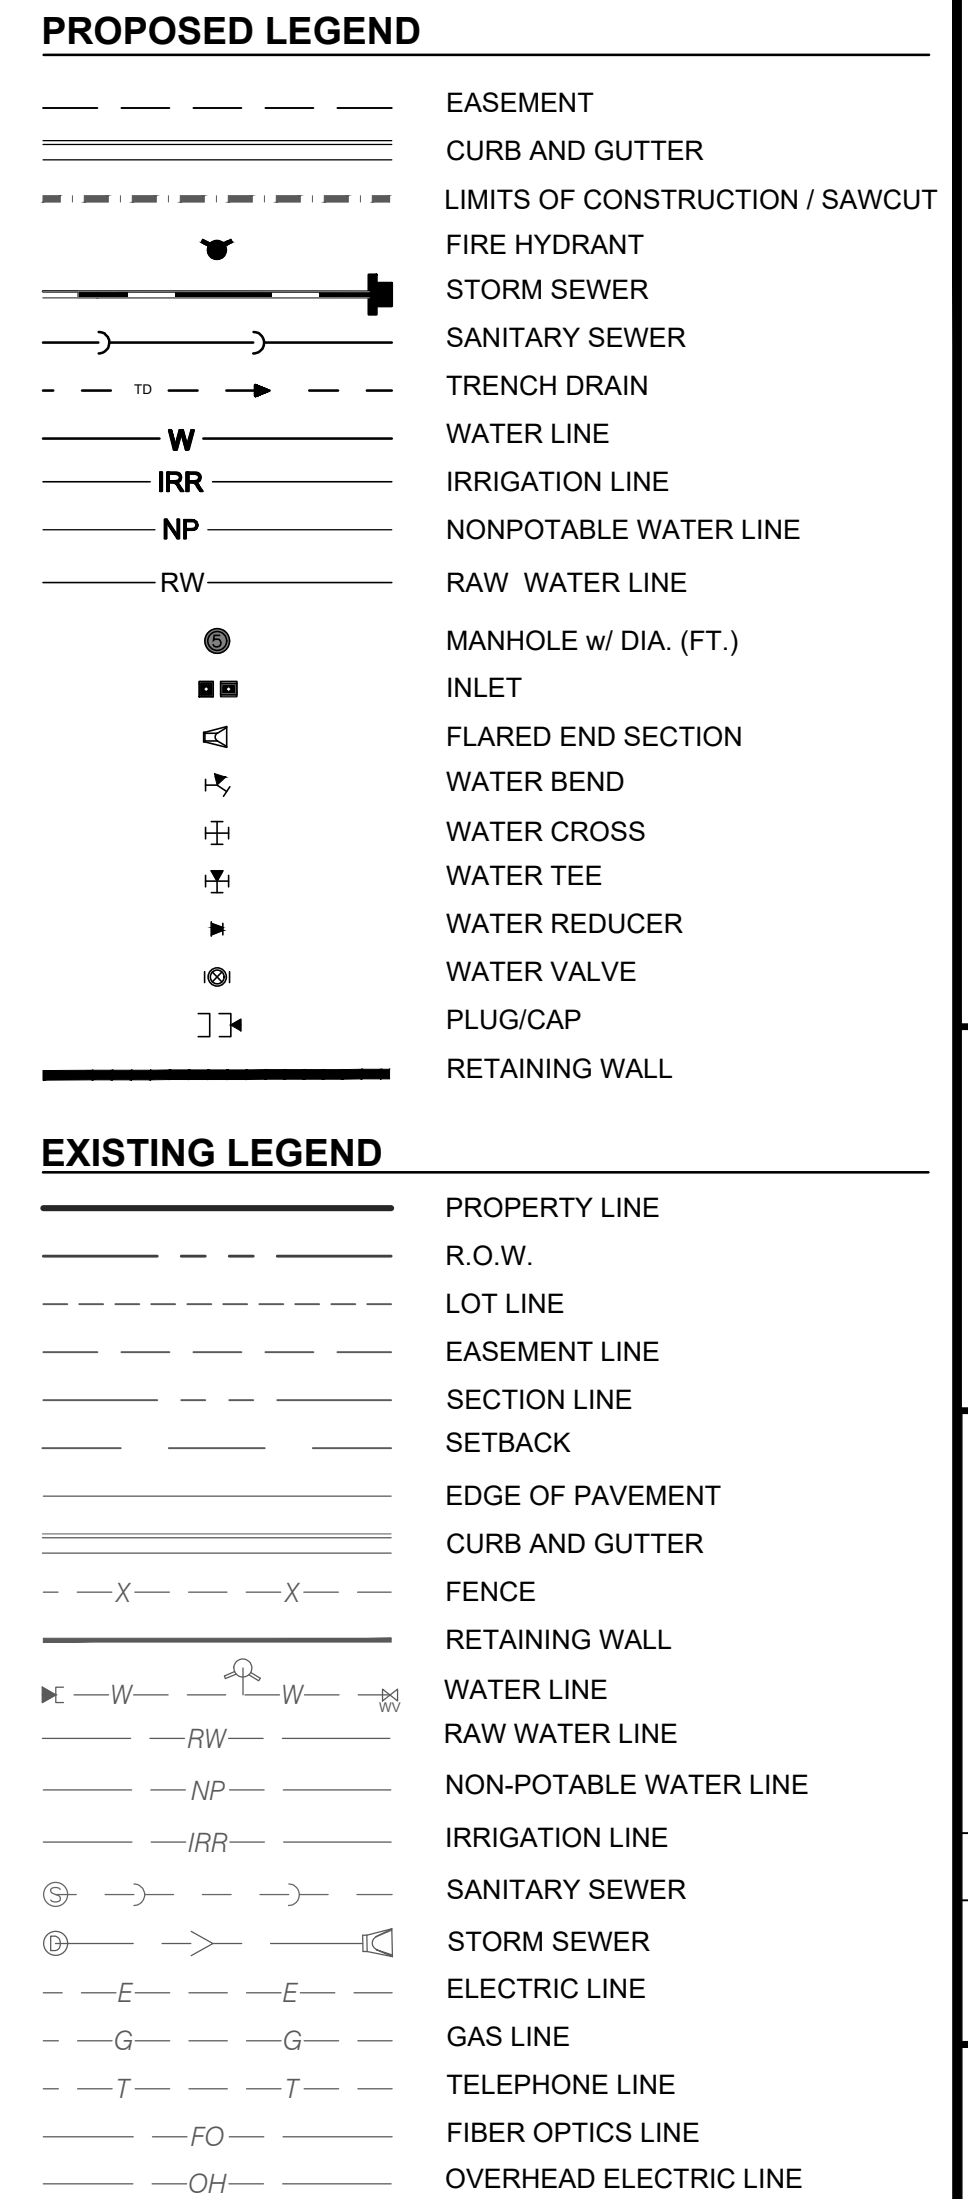 PROPOSED LEGEND
EASEMENT
CURB AND GUTTER
LIMITS OF CONSTRUCTION / SAWCUT
FIRE HYDRANT
STORM SEWER
SANITARY SEWER
TD TRENCH DRAIN
W WATER LINE
IRR IRRIGATION LINE
NP NONPOTABLE WATER LINE
RW RAW WATER LINE
5 MANHOLE w/ DIA. (FT.)
INLET
FLARED END SECTION
WATER BEND
WATER CROSS
WATER TEE
WATER REDUCER
WATER VALVE
PLUG/CAP
RETAINING WALL
EXISTING LEGEND
PROPERTY LINE
R.O.W.
LOT LINE
EASEMENT LINE
SECTION LINE
SETBACK
EDGE OF PAVEMENT
CURB AND GUTTER
X X FENCE
RETAINING WALL
W W WV WATER LINE
RW RAW WATER LINE
NP NON-POTABLE WATER LINE
IRR IRRIGATION LINE
S SANITARY SEWER
D STORM SEWER
E E ELECTRIC LINE
G G GAS LINE
T T TELEPHONE LINE
FO FIBER OPTICS LINE
OH OVERHEAD ELECTRIC LINE